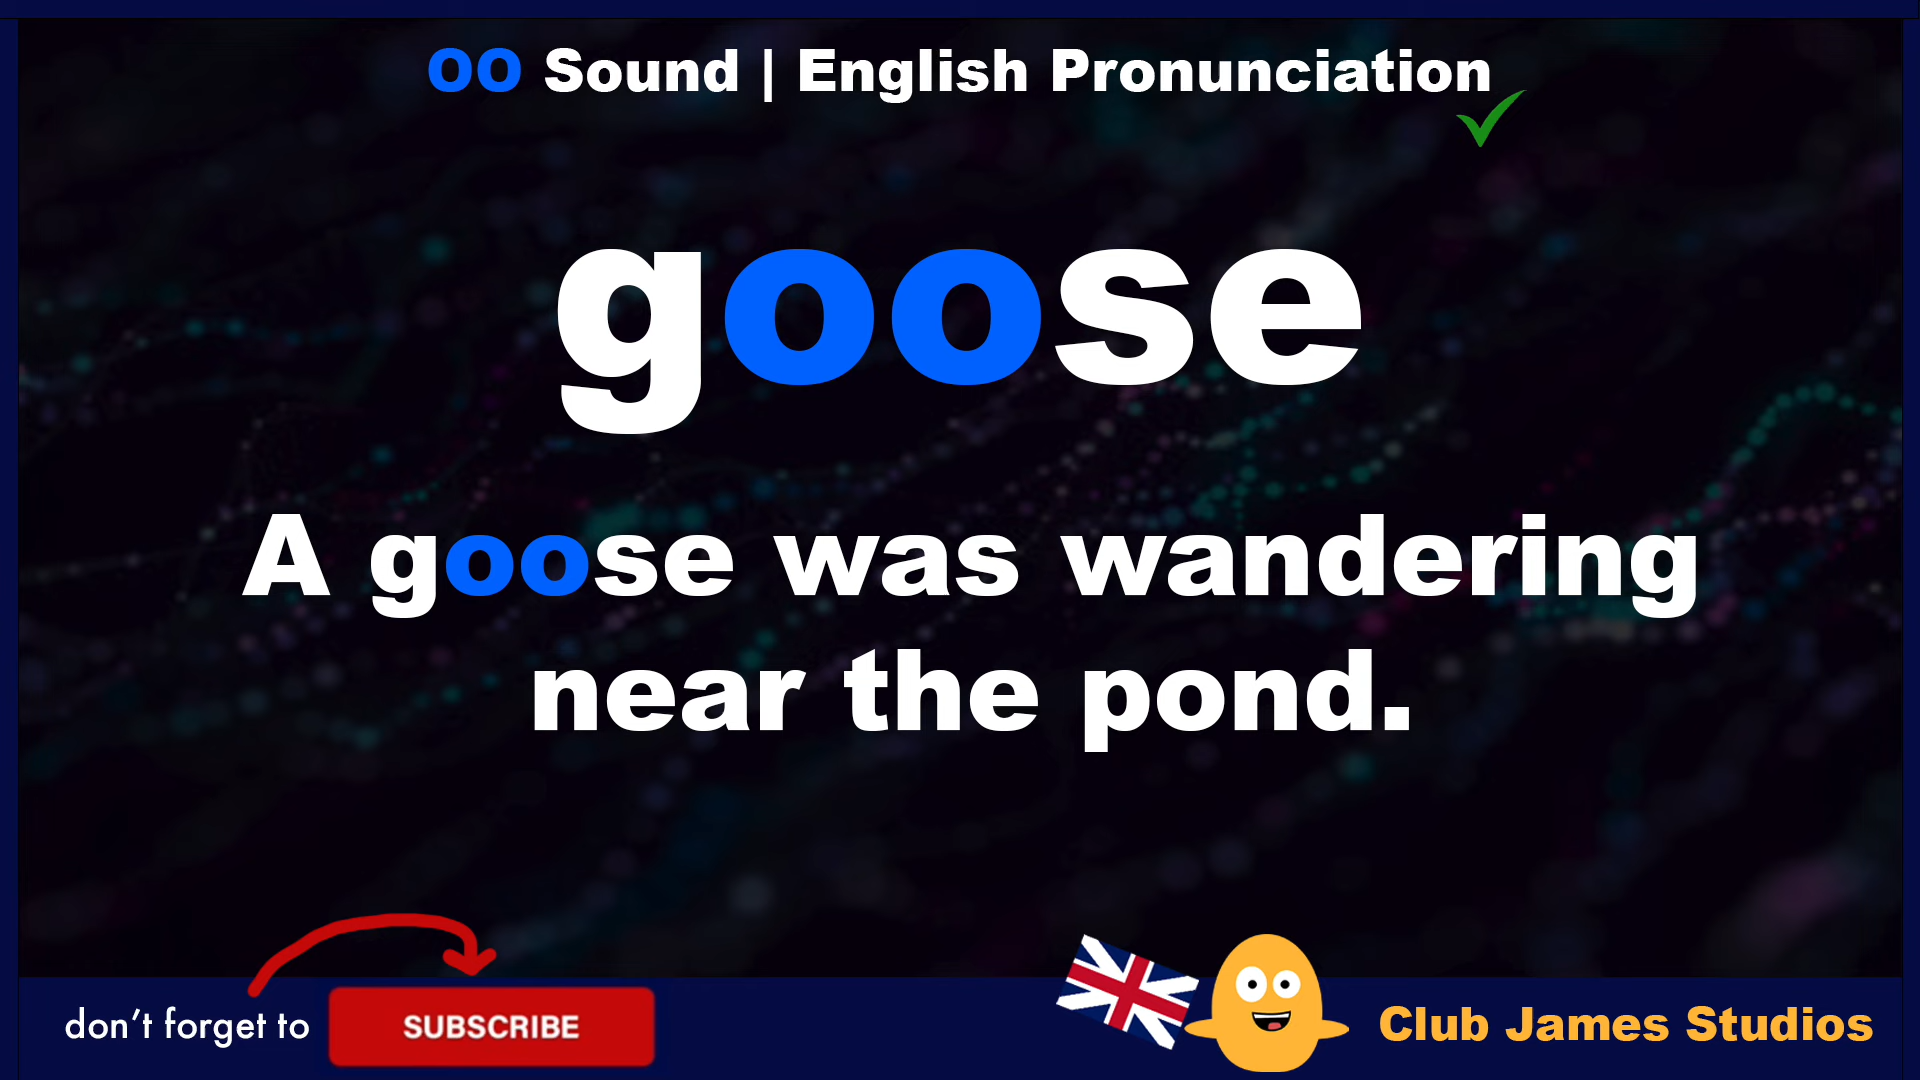 OO Sound | English Pronunciation
goose
A goose was wandering
near the pond.
don't forget to
SUBSCRIBE
Club James Studios